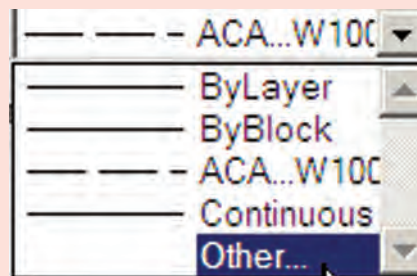 ACA...W100
ByLayer
ByBlock
ACA...W100
Continuous
Other...